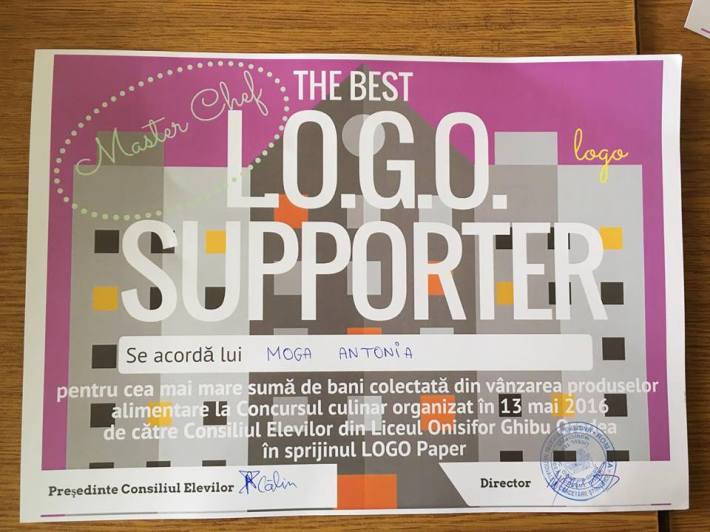 Master Chef
THE BEST
L.O.G.O.
logo
SUPPORTER
Se acordă lui MOGA ANTONIA
pentru cea mai mare sumă de bani colectată din vânzarea produselor
alimentare la Concursul culinar organizat în 13 mai 2016
de către Consiliul Elevilor din Liceul Onisifor Ghibu
în sprijinul LOGO Paper
Președinte Consiliul Elevilor Călin
Director